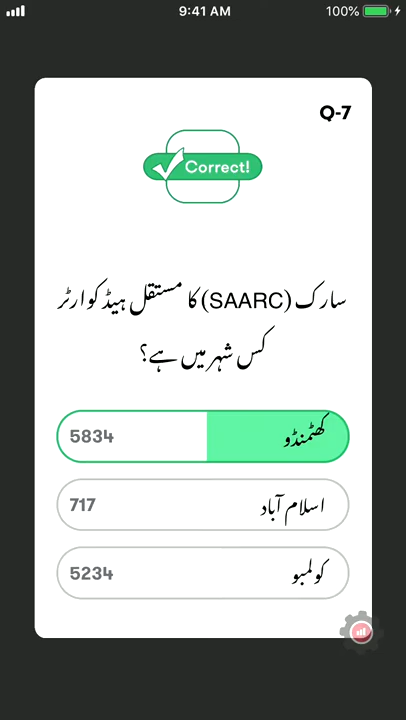 9:41 AM
100%
Q-7
Correct!
سارک (SAARC) کا مستقل ہیڈ کوارٹر
کس شہر میں ہے؟
کھٹمنڈو 5834
اسلام آباد 717
کولمبو 5234